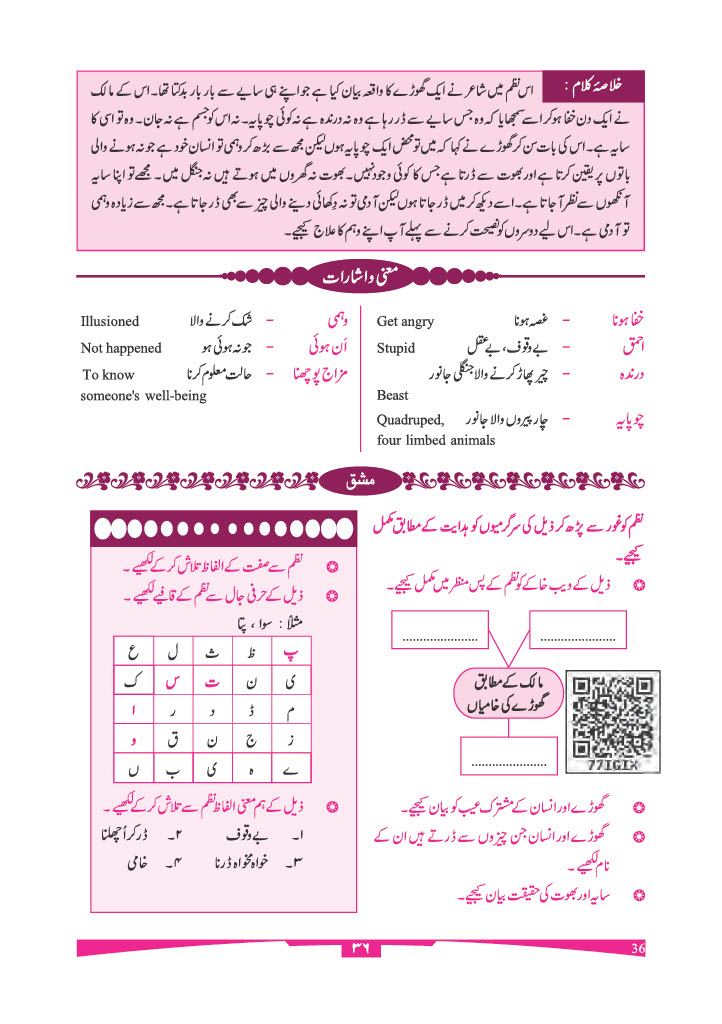 خلاصۂ کلام : اس نظم میں شاعر نے ایک گھوڑے کا واقعہ بیان کیا ہے جو اپنے ہی سایے سے بار بار بدکتا تھا۔ اس کے مالک
نے ایک دن خفا ہو کر اسے سمجھایا کہ وہ جس سایے سے ڈر رہا ہے وہ نہ درندہ ہے نہ کوئی چوپایہ۔ نہ اس کو جسم ہے نہ جان۔ وہ تو اسی کا
سایہ ہے۔ اس کی بات سن کر گھوڑے نے کہا کہ میں تو محض ایک چوپایہ ہوں لیکن مجھ سے بڑھ کر وہمی تو انسان خود ہے جو نہ ہونے والی
باتوں پر یقین کرتا ہے اور بھوت سے ڈرتا ہے جس کا کوئی وجود نہیں۔ بھوت نہ گھروں میں ہوتے ہیں نہ جنگل میں۔ مجھے تو اپنا سایہ
آنکھوں سے نظر آجاتا ہے۔ اسے دیکھ کر میں ڈر جاتا ہوں لیکن آدمی تو نہ دکھائی دینے والی چیز سے بھی ڈر جاتا ہے۔ مجھ سے زیادہ وہمی
تو آدمی ہے۔ اس لیے دوسروں کو نصیحت کرنے سے پہلے آپ اپنے وہم کا علاج کیجیے۔
معنی و اشارات
خفا ہونا – غصہ ہونا Get angry
احمق – بے وقوف، بے عقل Stupid
درندہ – چیر پھاڑ کرنے والا جنگلی جانور
Beast
چوپایہ – چار پیروں والا جانور Quadruped,
four limbed animals
وہمی – شک کرنے والا Illusioned
اَن ہوئی – جو نہ ہوئی ہو Not happened
مزاج پوچھنا – حالت معلوم کرنا To know
someone's well-being
مشق
نظم کو غور سے پڑھ کر ذیل کی سرگرمیوں کو ہدایت کے مطابق مکمل
کیجیے۔
ذیل کے ویب خاکے کو نظم کے پس منظر میں مکمل کیجیے۔
......................
......................
مالک کے مطابق
گھوڑے کی خامیاں
......................
77IGIX
گھوڑے اور انسان کے مشترک عیب کو بیان کیجیے۔
گھوڑے اور انسان جن چیزوں سے ڈرتے ہیں ان کے
نام لکھیے۔
سایہ اور بھوت کی حقیقت بیان کیجیے۔
نظم سے صفت کے الفاظ تلاش کر کے لکھیے۔
ذیل کے حرفی جال سے نظم کے قافیے لکھیے۔
مثلاً : سوا ، پتا
پ ظ ث ل ع
ی ن ت س ک
م ڈ د ر ا
ز ج ن ق و
ے ہ ی ب ں
ذیل کے ہم معنی الفاظ نظم سے تلاش کر کے لکھیے۔
۱۔ بے وقوف ۲۔ ڈر کر اُچھلنا
۳۔ خواہ مخواہ ڈرنا ۴۔ خامی
۳۶
36